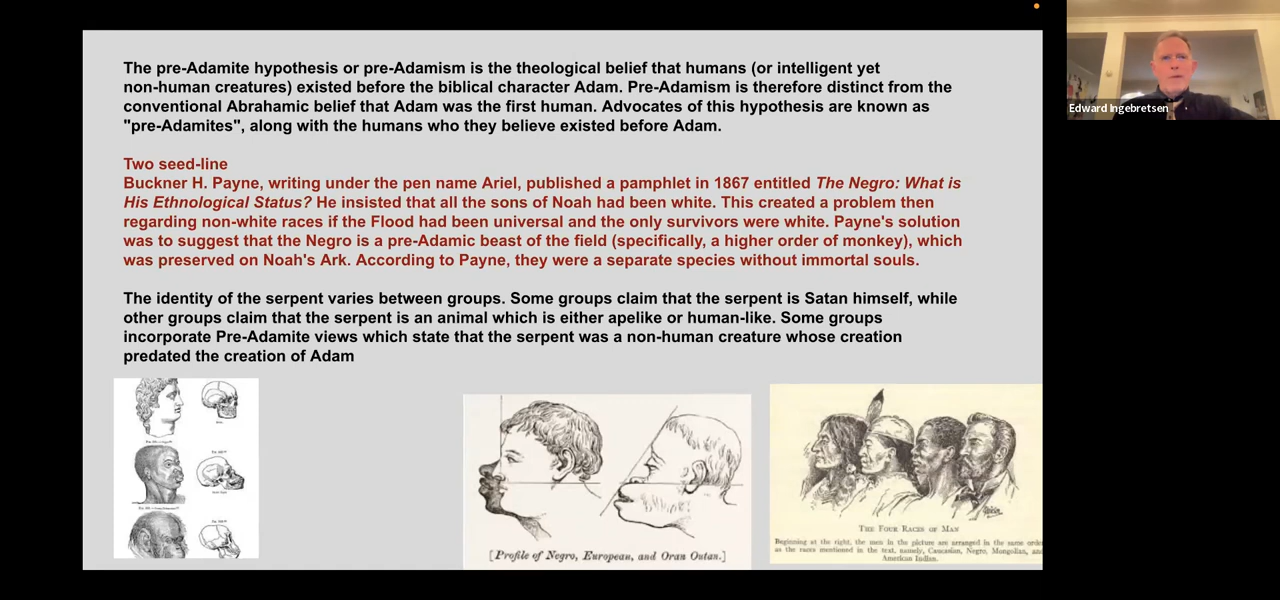 The pre-Adamite hypothesis or pre-Adamism is the theological belief that humans (or intelligent yet
non-human creatures) existed before the biblical character Adam. Pre-Adamism is therefore distinct from the
conventional Abrahamic belief that Adam was the first human. Advocates of this hypothesis are known as
"pre-Adamites", along with the humans who they believe existed before Adam.
Two seed-line
Buckner H. Payne, writing under the pen name Ariel, published a pamphlet in 1867 entitled The Negro: What is
His Ethnological Status? He insisted that all the sons of Noah had been white. This created a problem then
regarding non-white races if the Flood had been universal and the only survivors were white. Payne's solution
was to suggest that the Negro is a pre-Adamic beast of the field (specifically, a higher order of monkey), which
was preserved on Noah's Ark. According to Payne, they were a separate species without immortal souls.
The identity of the serpent varies between groups. Some groups claim that the serpent is Satan himself, while
other groups claim that the serpent is an animal which is either apelike or human-like. Some groups
incorporate Pre-Adamite views which state that the serpent was a non-human creature whose creation
predated the creation of Adam
[Profile of Negro, European, and Oran Outan.]
THE FOUR RACES OF MAN
Beginning at the right, the men in the picture are arranged in the same order
as the races mentioned in the text, namely, Caucasian, Negro, Mongolian, and
American Indian.
Edward Ingebretsen